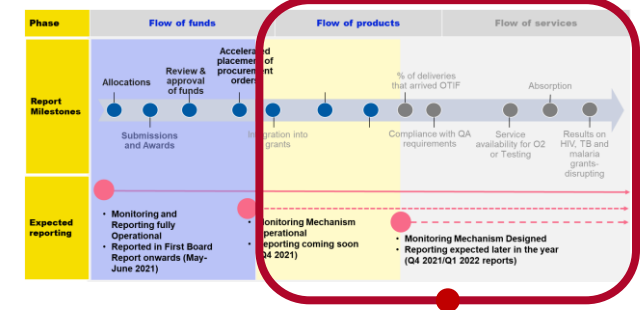 Phase
Flow of funds
Flow of products
Flow of services
Report
Milestones
Allocations
Review &
approval
of funds
Accelerated
placement of
procurement
orders
% of deliveries
that arrived OTIF
Absorption
Submissions
and Awards
Integration into
grants
Compliance with QA
requirements
Service
availability for O2
or Testing
Results on
HIV, TB and
malaria
grants-
disrupting
Expected
reporting
• Monitoring and
Reporting fully
Operational
• Reported in First Board
Report onwards (May-
June 2021)
• Monitoring Mechanism
Operational
• Reporting coming soon
(Q4 2021)
• Monitoring Mechanism Designed
• Reporting expected later in the year
(Q4 2021/Q1 2022 reports)